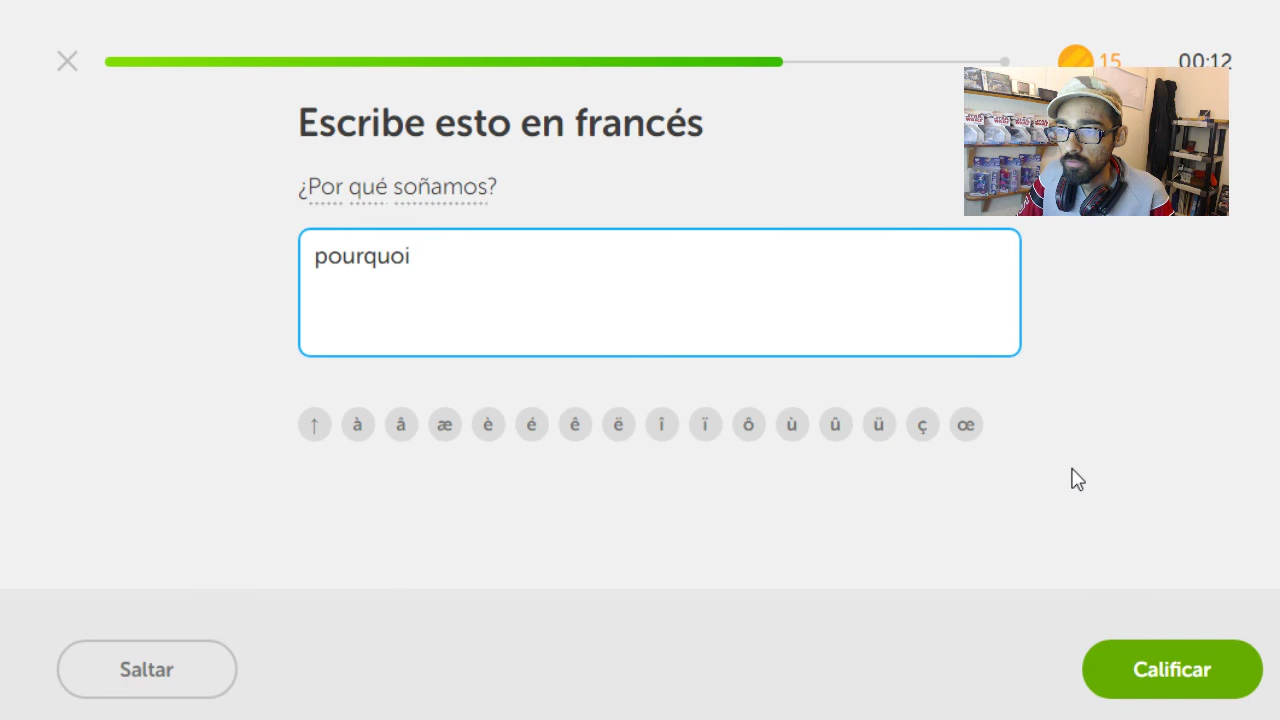 15 00:12
Escribe esto en francés
¿Por qué soñamos?
pourquoi
↑ à â æ è é ê ë î ï ô ù û ü ç œ
Saltar Calificar